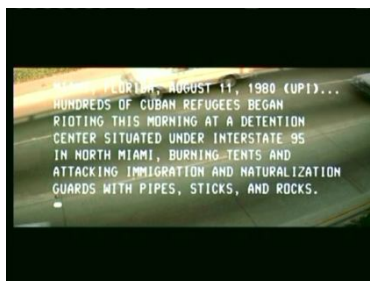 FLORIDA, AUGUST 11, 1980 (UPI)...
HUNDREDS OF CUBAN REFUGEES BEGAN
RIOTING THIS MORNING AT A DETENTION
CENTER SITUATED UNDER INTERSTATE 95
IN NORTH MIAMI, BURNING TENTS AND
ATTACKING IMMIGRATION AND NATURALIZATION
GUARDS WITH PIPES, STICKS, AND ROCKS.